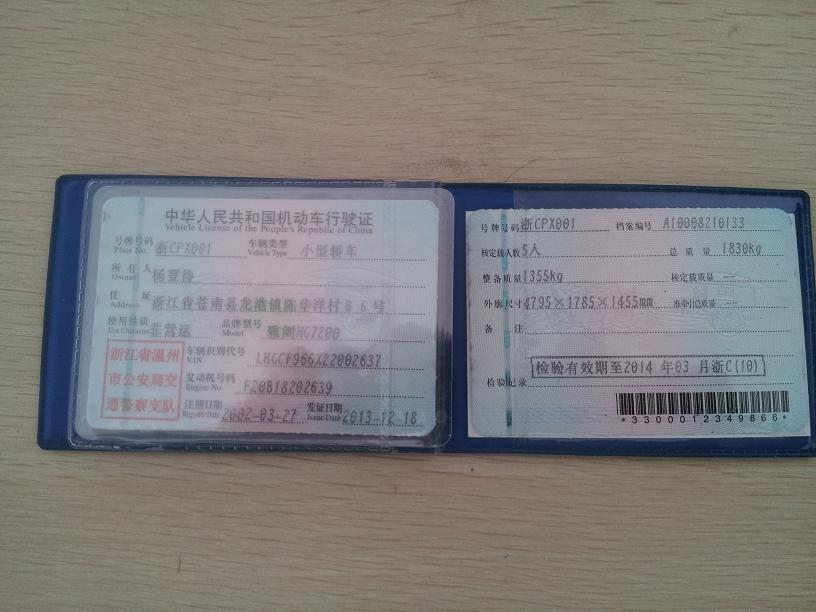 中华人民共和国机动车行驶证
Vehicle License of the People's Republic of China
号牌号码 浙CPX001 车辆类型 小型轿车
Plate No. Vehicle Type
所有人 杨
Owner
住址 浙江省苍南县龙港镇陈华洋村86号
Address
使用性质 非营运 品牌型号 雅阁HG7200
Use Character Model
浙江省温州
市公安局交
通警察支队
车辆识别代号 LHGCF966X22002637
VIN
发动机号码 F20B18202639
Engine No.
注册日期 2002-03-27 发证日期 2013-12-18
Register Date Issue Date
号牌号码 浙CPX001 档案编号 A10008210133
核定载人数 5人 总质量 1830kg
整备质量 1355kg 核定载质量 --
外廓尺寸 4795×1785×1455 准牵引总质量 --
备注
检验记录 检验有效期至2014年03月浙C(10)
*3300012349866*